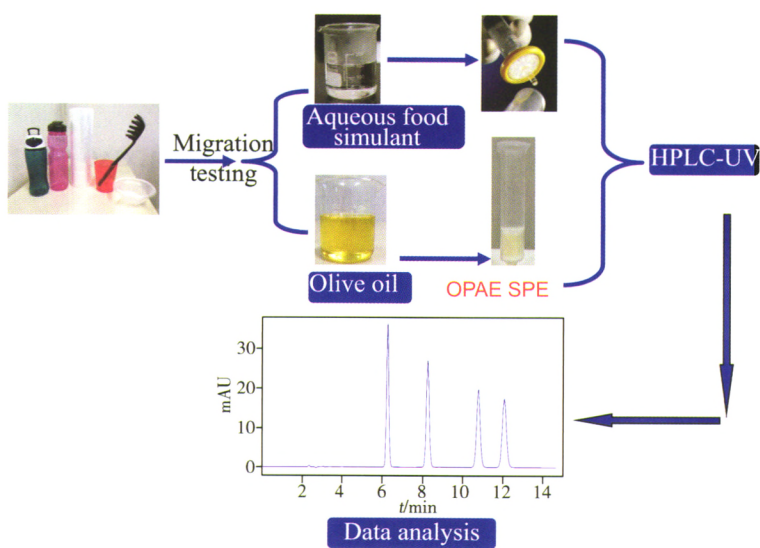 Migration
testing
Aqueous food
simulant
Olive oil
OPAE SPE
HPLC-UV
mAU
30
20
10
0
2 4 6 8 10 12 14
t/min
Data analysis